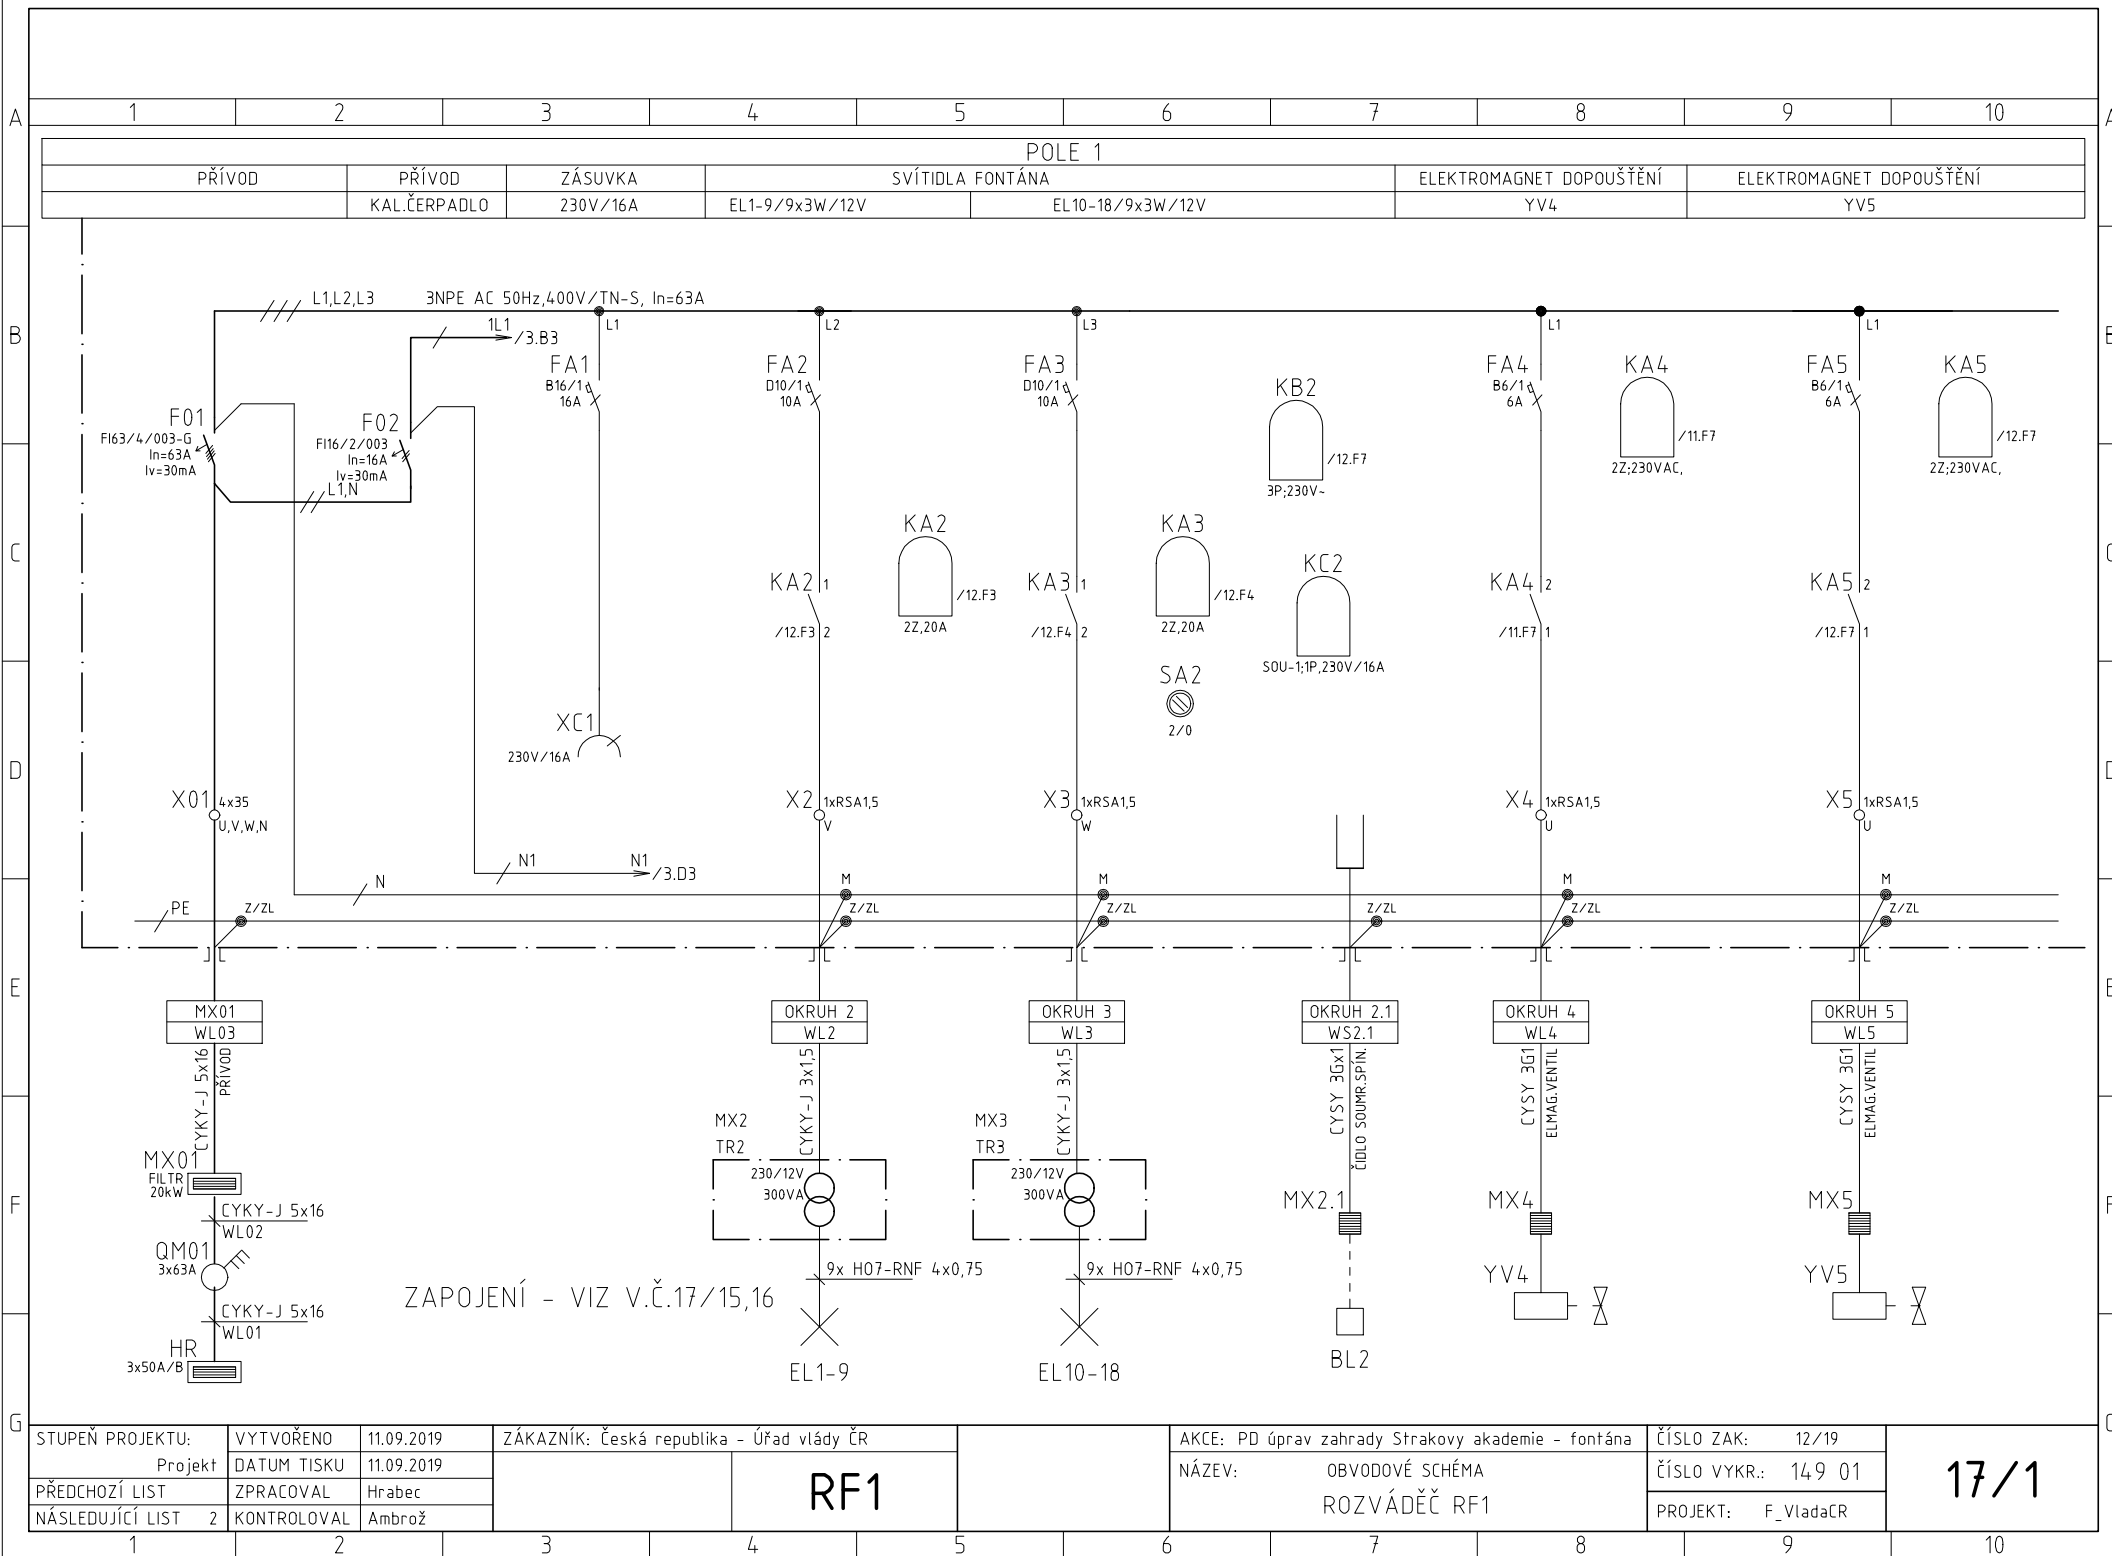 1 2 3 4 5 6 7 8 9 10
A
POLE 1
PŘÍVOD PŘÍVOD ZÁSUVKA SVÍTIDLA FONTÁNA ELEKTROMAGNET DOPOUŠTĚNÍ ELEKTROMAGNET DOPOUŠTĚNÍ
KAL.ČERPADLO 230V/16A EL1-9/9x3W/12V EL10-18/9x3W/12V YV4 YV5
L1,L2,L3 3NPE AC 50Hz,400V/TN-S, In=63A
1L1 L1 L2 L3 L1 L1
B /3.B3
FA1 FA2 FA3 FA4 KA4 FA5 KA5
B16/1 D10/1 D10/1 B6/1 B6/1
16A 10A 10A 6A 6A
KB2
F01 F02
FI63/4/003-G FI16/2/003 /11.F7 /12.F7
In=63A In=16A /12.F7
Iv=30mA Iv=30mA 2Z;230VAC, 2Z;230VAC,
L1,N 3P;230V~
KA2 KA3
C KC2
KA2 1 KA3 1 KA4 2 KA5 2
/12.F3 /12.F4
/12.F3 2 2Z,20A /12.F4 2 2Z,20A /11.F7 1 /12.F7 1
SOU-1;1P,230V/16A
SA2
XC1 2/0
230V/16A
D
X01 4x35 X2 1xRSA1,5 X3 1xRSA1,5 X4 1xRSA1,5 X5 1xRSA1,5
U,V,W,N V W U U
N1 N1 /3.D3
N M M M M
PE Z/ZL Z/ZL Z/ZL Z/ZL Z/ZL Z/ZL
E
MX01 OKRUH 2 OKRUH 3 OKRUH 2.1 OKRUH 4 OKRUH 5
WL03 WL2 WL3 WS2.1 WL4 WL5
CYKY-J 5x16 PŘÍVOD
CYKY-J 3x1,5
CYKY-J 3x1,5
CYSY 3Gx1 ČIDLO SOUMR.SPÍN.
CYSY 3G1 ELMAG.VENTIL
CYSY 3G1 ELMAG.VENTIL
MX2 MX3
TR2 TR3
MX01 230/12V 230/12V
FILTR 300VA 300VA
20kW
F MX2.1 MX4 MX5
CYKY-J 5x16
WL02
QM01
3x63A
9x HO7-RNF 4x0,75 9x HO7-RNF 4x0,75 YV4 YV5
ZAPOJENÍ - VIZ V.Č.17/15,16
CYKY-J 5x16
WL01
HR
3x50A/B
EL1-9 EL10-18 BL2
G
STUPEŇ PROJEKTU: VYTVOŘENO 11.09.2019 ZÁKAZNÍK: Česká republika - Úřad vlády ČR AKCE: PD úprav zahrady Strakovy akademie - fontána ČÍSLO ZAK: 12/19
Projekt DATUM TISKU 11.09.2019 NÁZEV: OBVODOVÉ SCHÉMA ČÍSLO VYKR.: 149 01
RF1 17/1
PŘEDCHOZÍ LIST ZPRACOVAL Hrabec ROZVÁDĚČ RF1
NÁSLEDUJÍCÍ LIST 2 KONTROLOVAL Ambrož PROJEKT: F_VladaCR
1 2 3 4 5 6 7 8 9 10